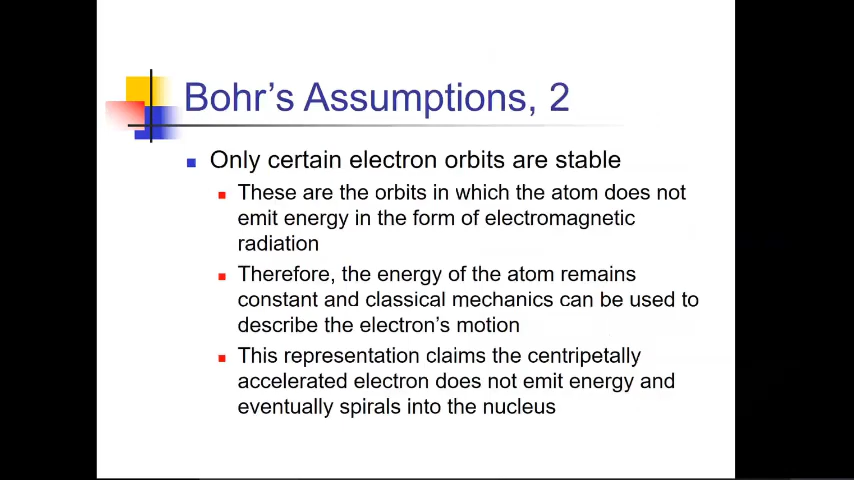 Bohr's Assumptions, 2
Only certain electron orbits are stable
These are the orbits in which the atom does not
emit energy in the form of electromagnetic
radiation
Therefore, the energy of the atom remains
constant and classical mechanics can be used to
describe the electron's motion
This representation claims the centripetally
accelerated electron does not emit energy and
eventually spirals into the nucleus